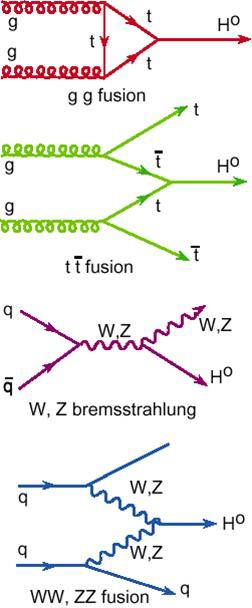 g
t
t
H⁰
g
t
g g fusion
t
g
t̄
H⁰
g
t
t̄
t t̄ fusion
q
W,Z
W,Z
q̄
H⁰
W, Z bremsstrahlung
q
W,Z
H⁰
q
W,Z
q
WW, ZZ fusion